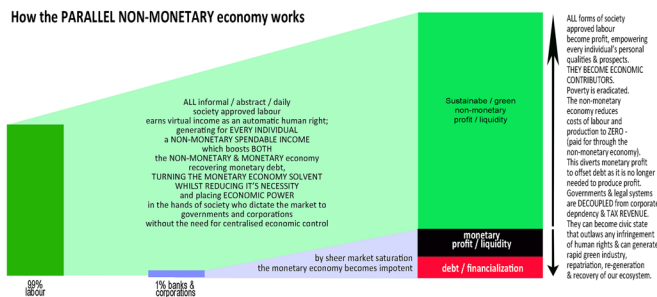 How the PARALLEL NON-MONETARY economy works
ALL informal / abstract / daily
society approved labour
earns virtual income as an automatic human right;
generating for EVERY INDIVIDUAL
a NON-MONETARY SPENDABLE INCOME
which boosts BOTH
the NON-MONETARY & MONETARY economy
recovering monetary debt,
TURNING THE MONETARY ECONOMY SOLVENT
WHILST REDUCING IT'S NECESSITY
and placing ECONOMIC POWER
in the hands of society who dictate the market to
governments and corporations
without the need for centralised economic control
by sheer market saturation
the monetary economy becomes impotent
99%
labour
1% banks &
corporations
Sustainabe / green
non-monetary
profit / liquidity
monetary
profit / liquidity
debt / financialization
ALL forms of society
approved labour
become profit, empowering
every individual's personal
qualities & prospects.
THEY BECOME ECONOMIC
CONTRIBUTORS.
Poverty is eradicated.
The non-monetary
economy reduces
costs of labour and
production to ZERO -
(paid for through the
non-monetary economy).
This diverts monetary profit
to offset debt as it is no longer
needed to produce profit.
Governments & legal systems
are DECOUPLED from corporate
depndency & TAX REVENUE.
They can become civic state
that outlaws any infringement
of human rights & can generate
rapid green industry,
repatriation, re-generation
& recovery of our ecosystem.